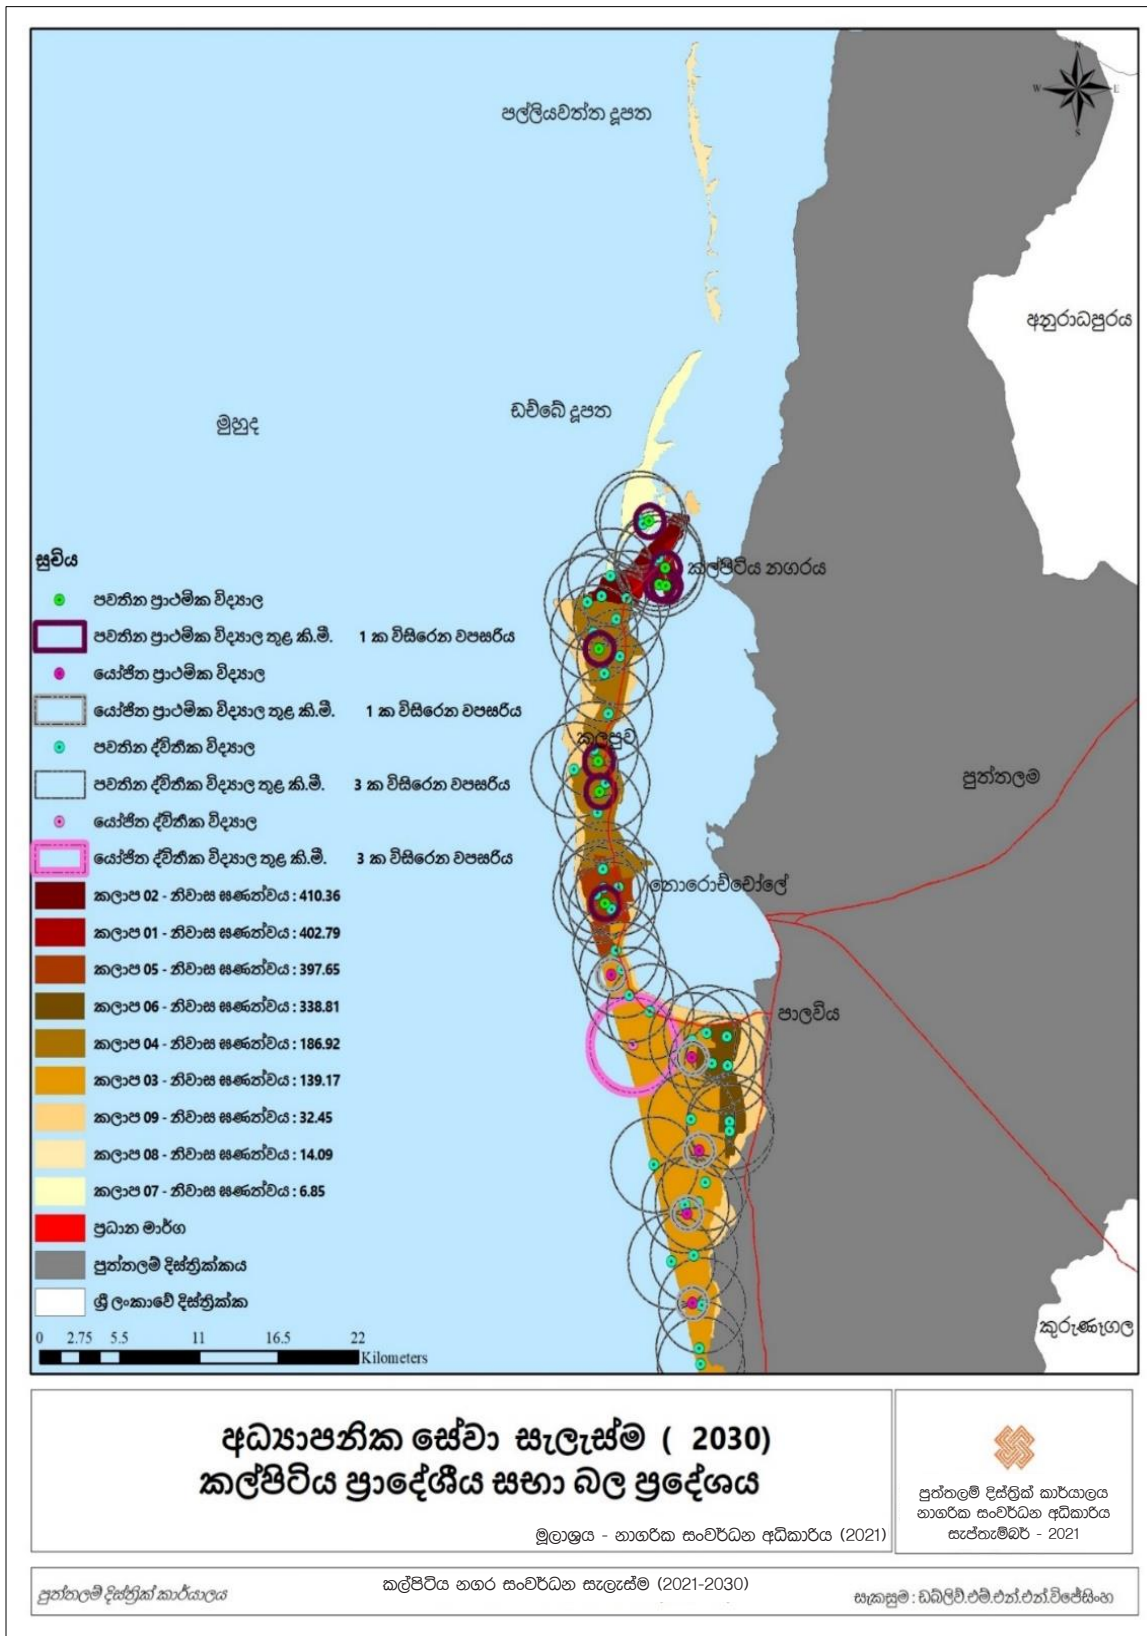 N
W E
S
පල්ලියවත්ත දූපත
අනුරාධපුරය
ඩච්බේ දූපත
මුහුද
කල්පිටිය නගරය
කලපුව
පුත්තලම
නොරොච්චෝලේ
පාලවිය
කුරුණෑගල
සුචිය
පවතින ප්‍රාථමික විද්‍යාල
පවතින ප්‍රාථමික විද්‍යාල තුළ කි.මී. 1 ක විසිරෙන වපසරිය
යෝජිත ප්‍රාථමික විද්‍යාල
යෝජිත ප්‍රාථමික විද්‍යාල තුළ කි.මී. 1 ක විසිරෙන වපසරිය
පවතින ද්විතීක විද්‍යාල
පවතින ද්විතීක විද්‍යාල තුළ කි.මී. 3 ක විසිරෙන වපසරිය
යෝජිත ද්විතීක විද්‍යාල
යෝජිත ද්විතීක විද්‍යාල තුළ කි.මී. 3 ක විසිරෙන වපසරිය
කලාප 02 - නිවාස ඝණත්වය : 410.36
කලාප 01 - නිවාස ඝණත්වය : 402.79
කලාප 05 - නිවාස ඝණත්වය : 397.65
කලාප 06 - නිවාස ඝණත්වය : 338.81
කලාප 04 - නිවාස ඝණත්වය : 186.92
කලාප 03 - නිවාස ඝණත්වය : 139.17
කලාප 09 - නිවාස ඝණත්වය : 32.45
කලාප 08 - නිවාස ඝණත්වය : 14.09
කලාප 07 - නිවාස ඝණත්වය : 6.85
ප්‍රධාන මාර්ග
පුත්තලම් දිස්ත්‍රික්කය
ශ්‍රී ලංකාවේ දිස්ත්‍රික්ක
0 2.75 5.5 11 16.5 22
Kilometers
අධ්‍යාපනික සේවා සැලැස්ම ( 2030)
කල්පිටිය ප්‍රාදේශීය සභා බල ප්‍රදේශය
මූලාශ්‍රය - නාගරික සංවර්ධන අධිකාරිය (2021)
පුත්තලම් දිස්ත්‍රික් කාර්යාලය
නාගරික සංවර්ධන අධිකාරිය
සැප්තැම්බර් - 2021
පුත්තලම් දිස්ත්‍රික් කාර්යාලය
කල්පිටිය නගර සංවර්ධන සැලැස්ම (2021-2030)
සැකසුම : ඩබ්ලිව්.එම්.එන්.එන්.විජේසිංහ